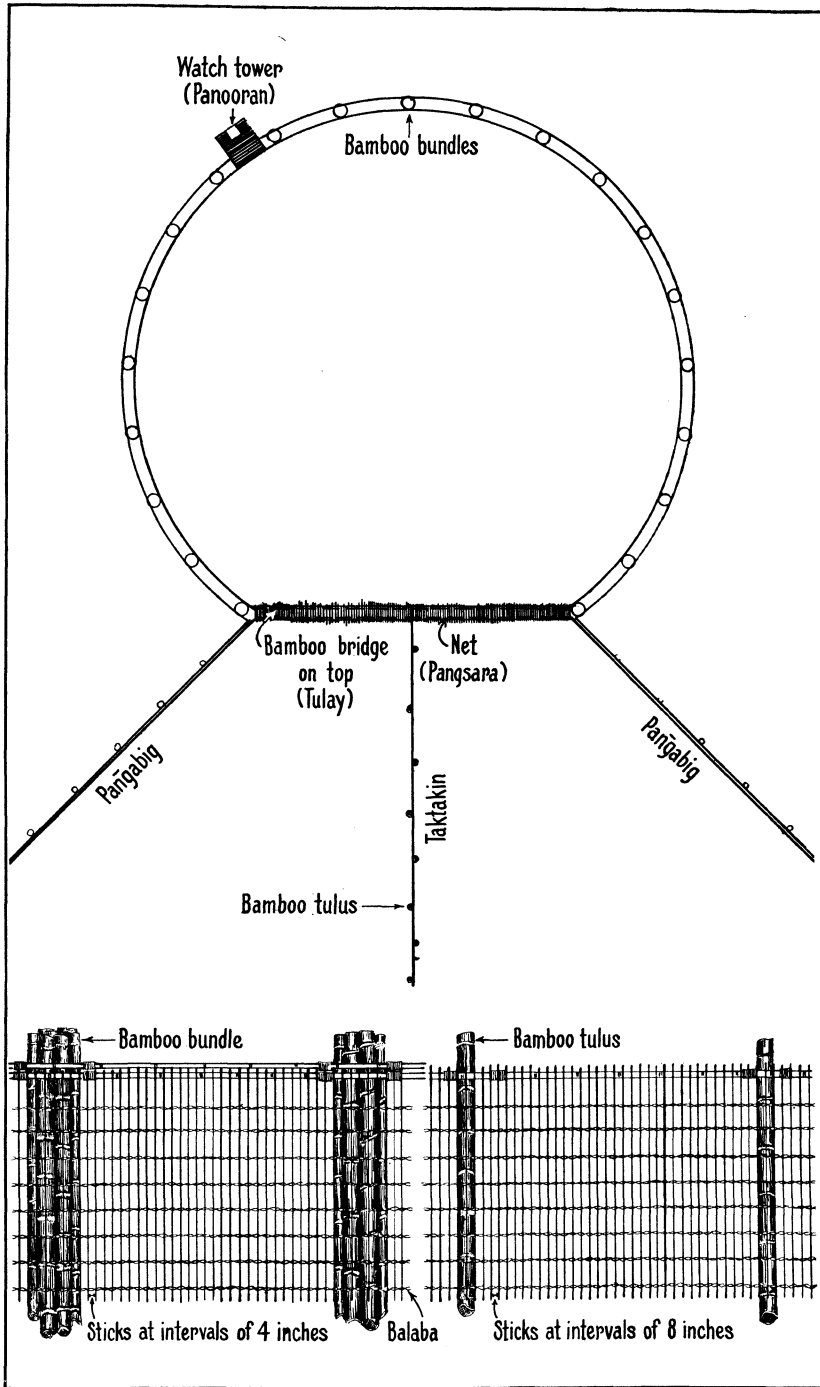 Watch tower
(Panooran)
Bamboo bundles
Bamboo bridge
on top
(Tulay)
Net
(Pangsara)
Pan̄gabig
Pan̄gabig
Taktakin
Bamboo tulus
Bamboo bundle
Bamboo tulus
Sticks at intervals of 4 inches
Balaba
Sticks at intervals of 8 inches